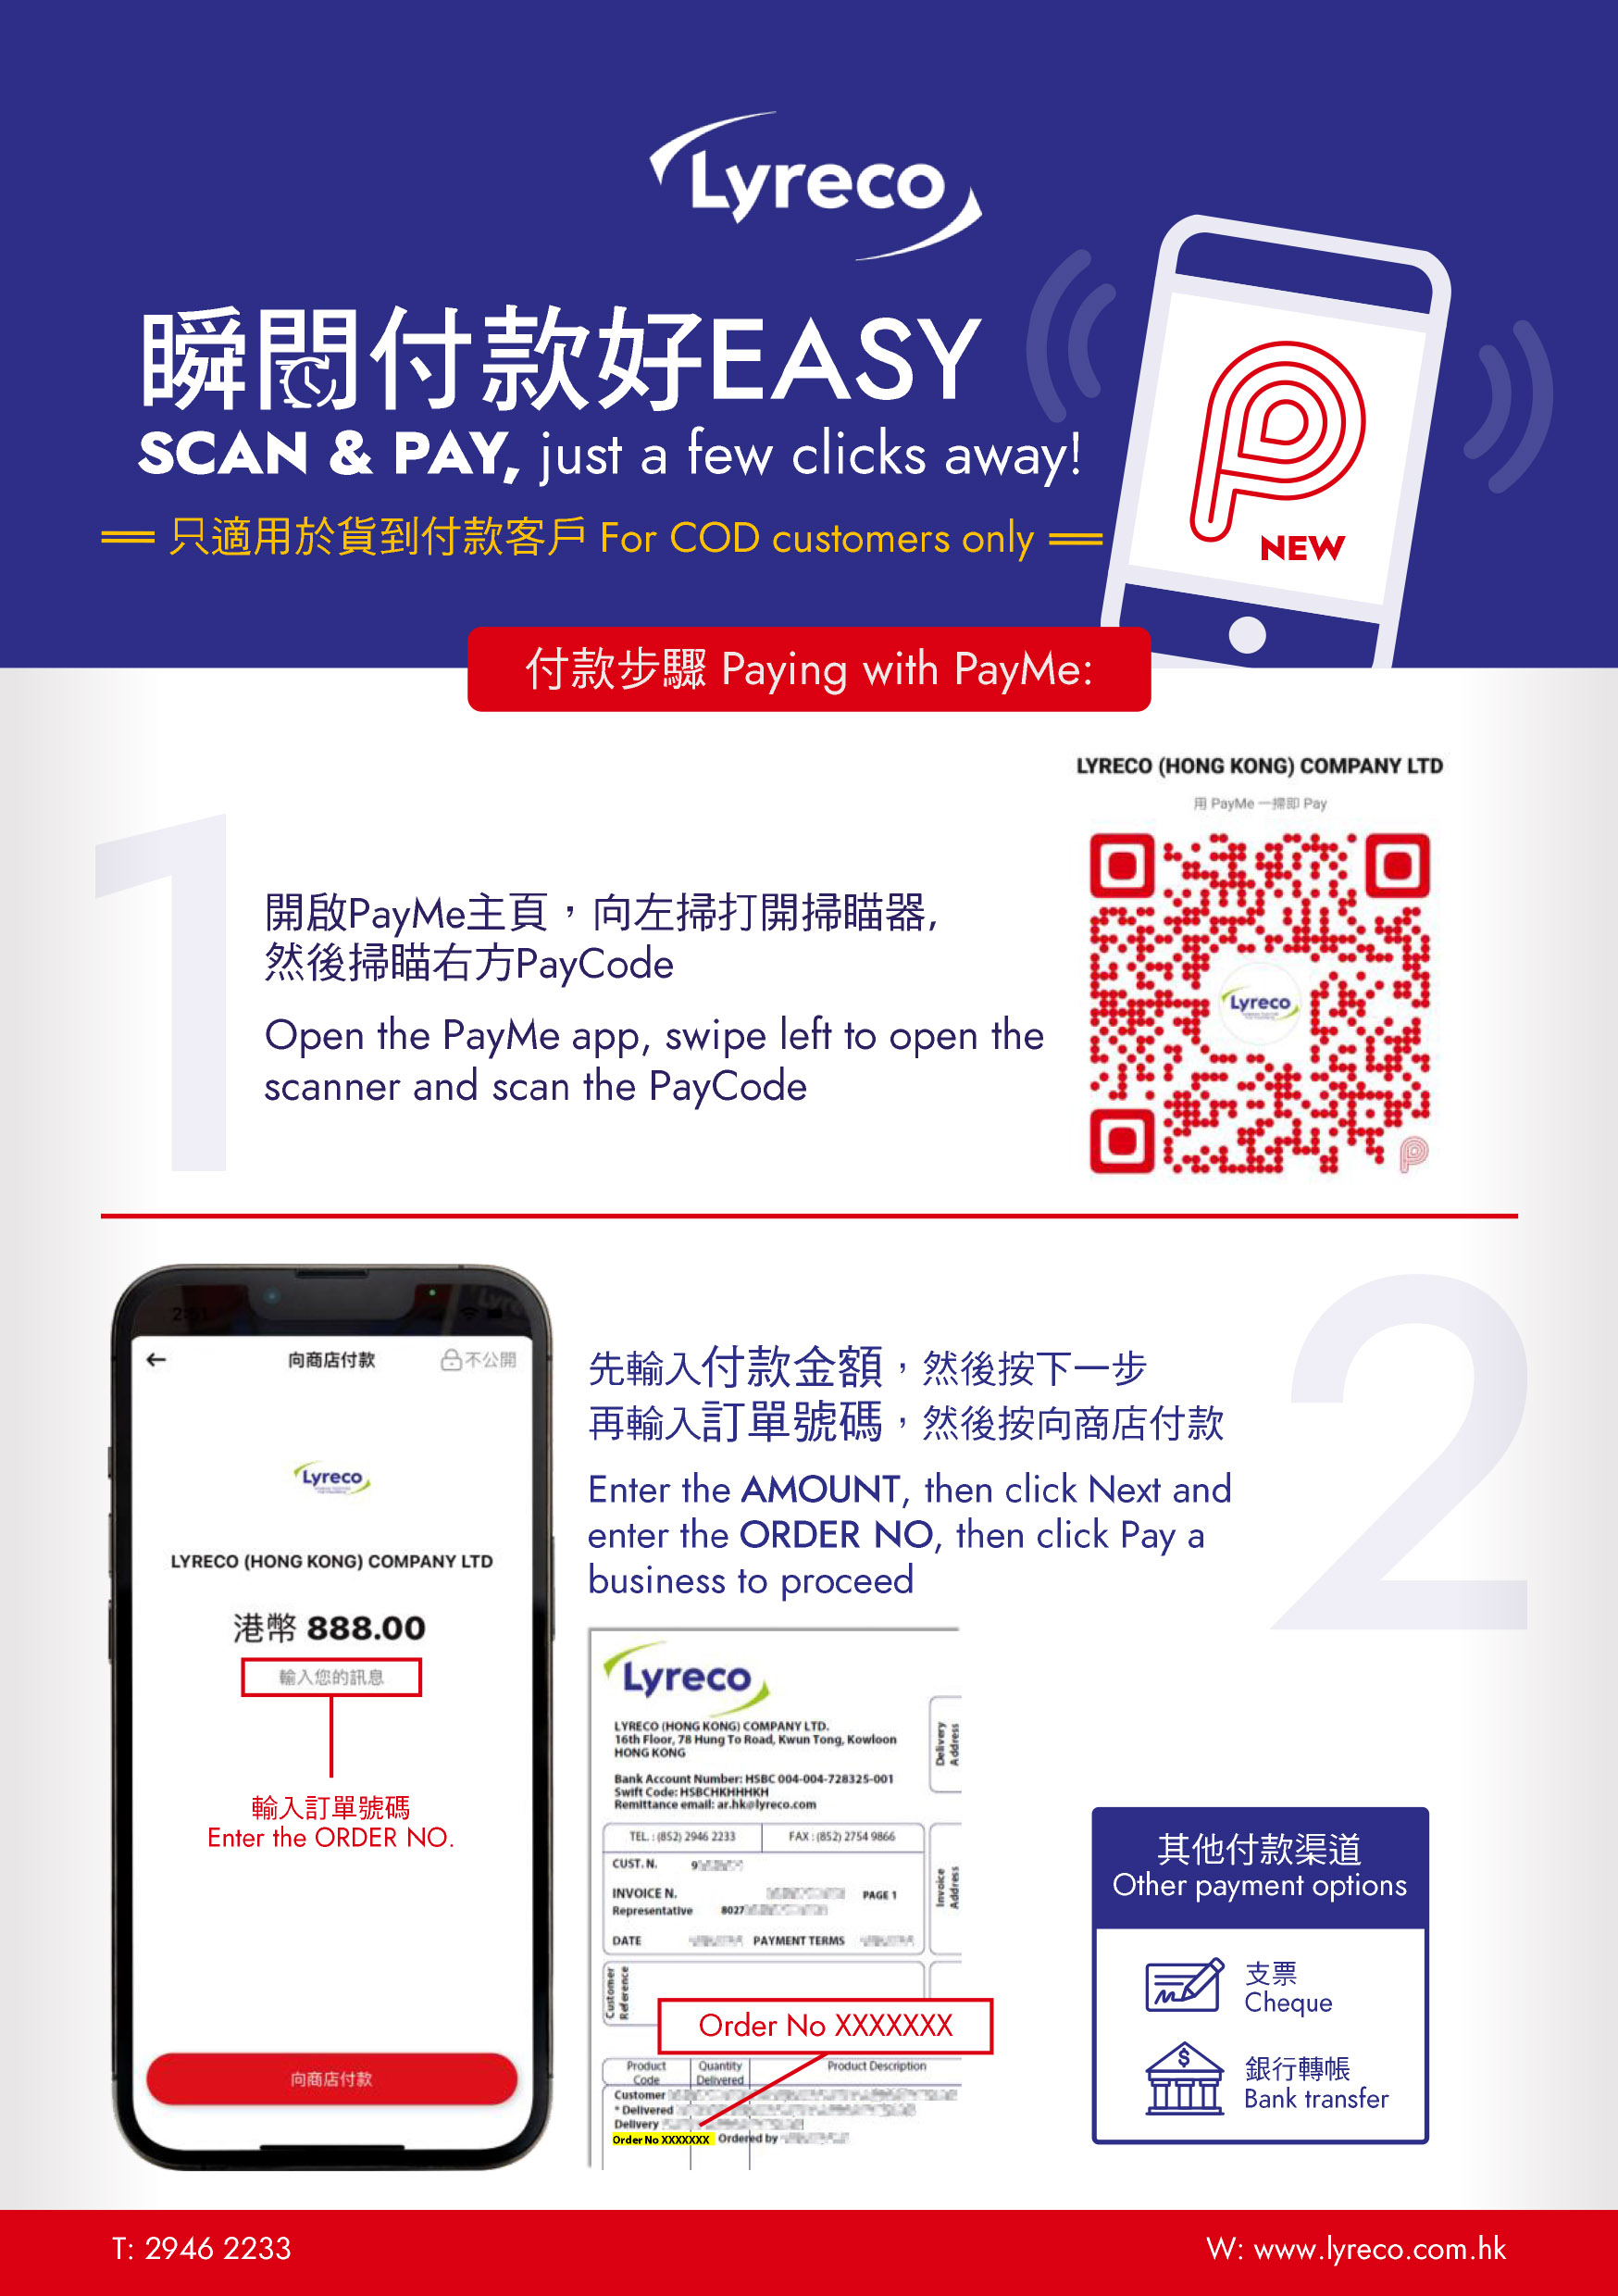 Lyreco
瞬間付款好EASY
SCAN & PAY, just a few clicks away!
只適用於貨到付款客戶 For COD customers only
NEW
付款步驟 Paying with PayMe:
LYRECO (HONG KONG) COMPANY LTD
用 PayMe 一掃即 Pay
Lyreco
1
開啟PayMe主頁，向左掃打開掃瞄器,
然後掃瞄右方PayCode
Open the PayMe app, swipe left to open the
scanner and scan the PayCode
2
向商店付款
不公開
Lyreco
LYRECO (HONG KONG) COMPANY LTD
港幣 888.00
輸入您的訊息
輸入訂單號碼
Enter the ORDER NO.
向商店付款
先輸入付款金額，然後按下一步
再輸入訂單號碼，然後按向商店付款
Enter the AMOUNT, then click Next and
enter the ORDER NO, then click Pay a
business to proceed
Lyreco
LYRECO (HONG KONG) COMPANY LTD.
16th Floor, 78 Hung To Road, Kwun Tong, Kowloon
HONG KONG
Bank Account Number: HSBC 004-004-728325-001
Swift Code: HSBCHKHHHKH
Remittance email: ar.hk@lyreco.com
Delivery
Address
TEL. : (852) 2946 2233
FAX : (852) 2754 9866
CUST. N. 9
INVOICE N. PAGE 1
Representative 8027
DATE PAYMENT TERMS
Invoice
Address
Customer
Reference
Order No XXXXXXX
Product
Code
Quantity
Delivered
Product Description
Customer
* Delivered
Delivery
Order No XXXXXXX Ordered by
其他付款渠道
Other payment options
支票
Cheque
銀行轉帳
Bank transfer
T: 2946 2233
W: www.lyreco.com.hk